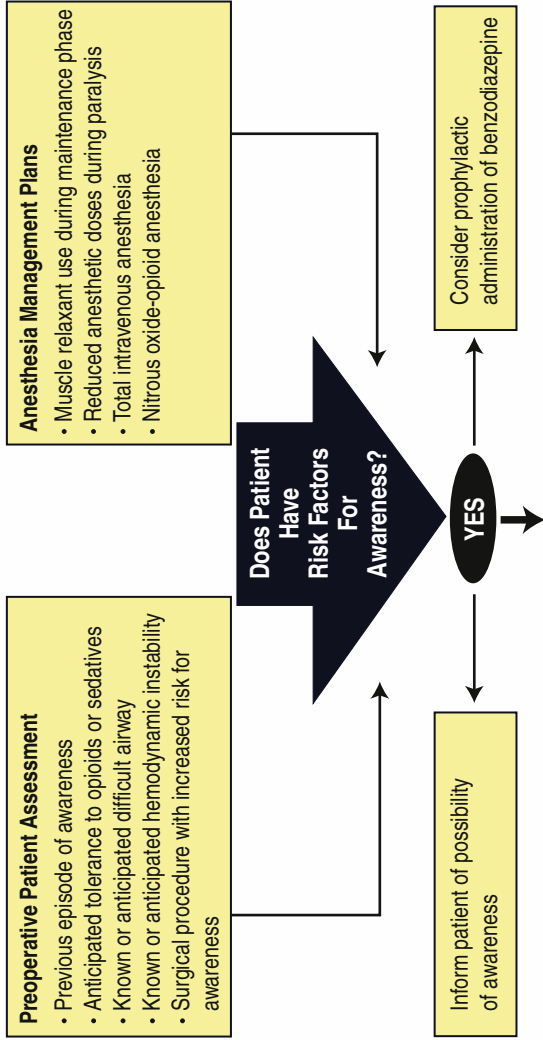 Preoperative Patient Assessment
• Previous episode of awareness
• Anticipated tolerance to opioids or sedatives
• Known or anticipated difficult airway
• Known or anticipated hemodynamic instability
• Surgical procedure with increased risk for
awareness
Anesthesia Management Plans
• Muscle relaxant use during maintenance phase
• Reduced anesthetic doses during paralysis
• Total intravenous anesthesia
• Nitrous oxide-opioid anesthesia
Does Patient
Have
Risk Factors
For
Awareness?
YES
Inform patient of possibility
of awareness
Consider prophylactic
administration of benzodiazepine